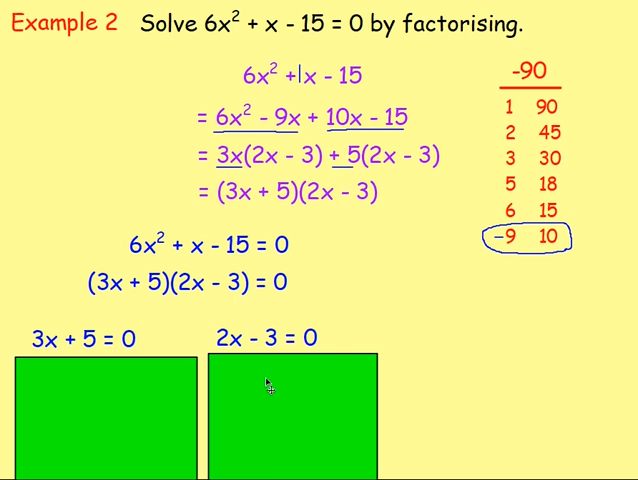 Example 2 Solve 6x² + x - 15 = 0 by factorising.
6x² + 1x - 15
= 6x² - 9x + 10x - 15
= 3x(2x - 3) + 5(2x - 3)
= (3x + 5)(2x - 3)
-90
1 90
2 45
3 30
5 18
6 15
-9 10
6x² + x - 15 = 0
(3x + 5)(2x - 3) = 0
3x + 5 = 0 2x - 3 = 0